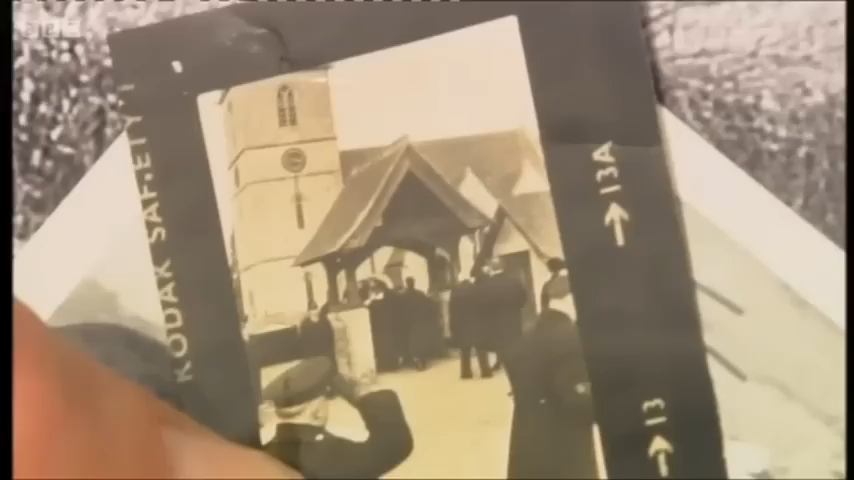 BBC
KODAK SAFETY
→ 13A
→ 13